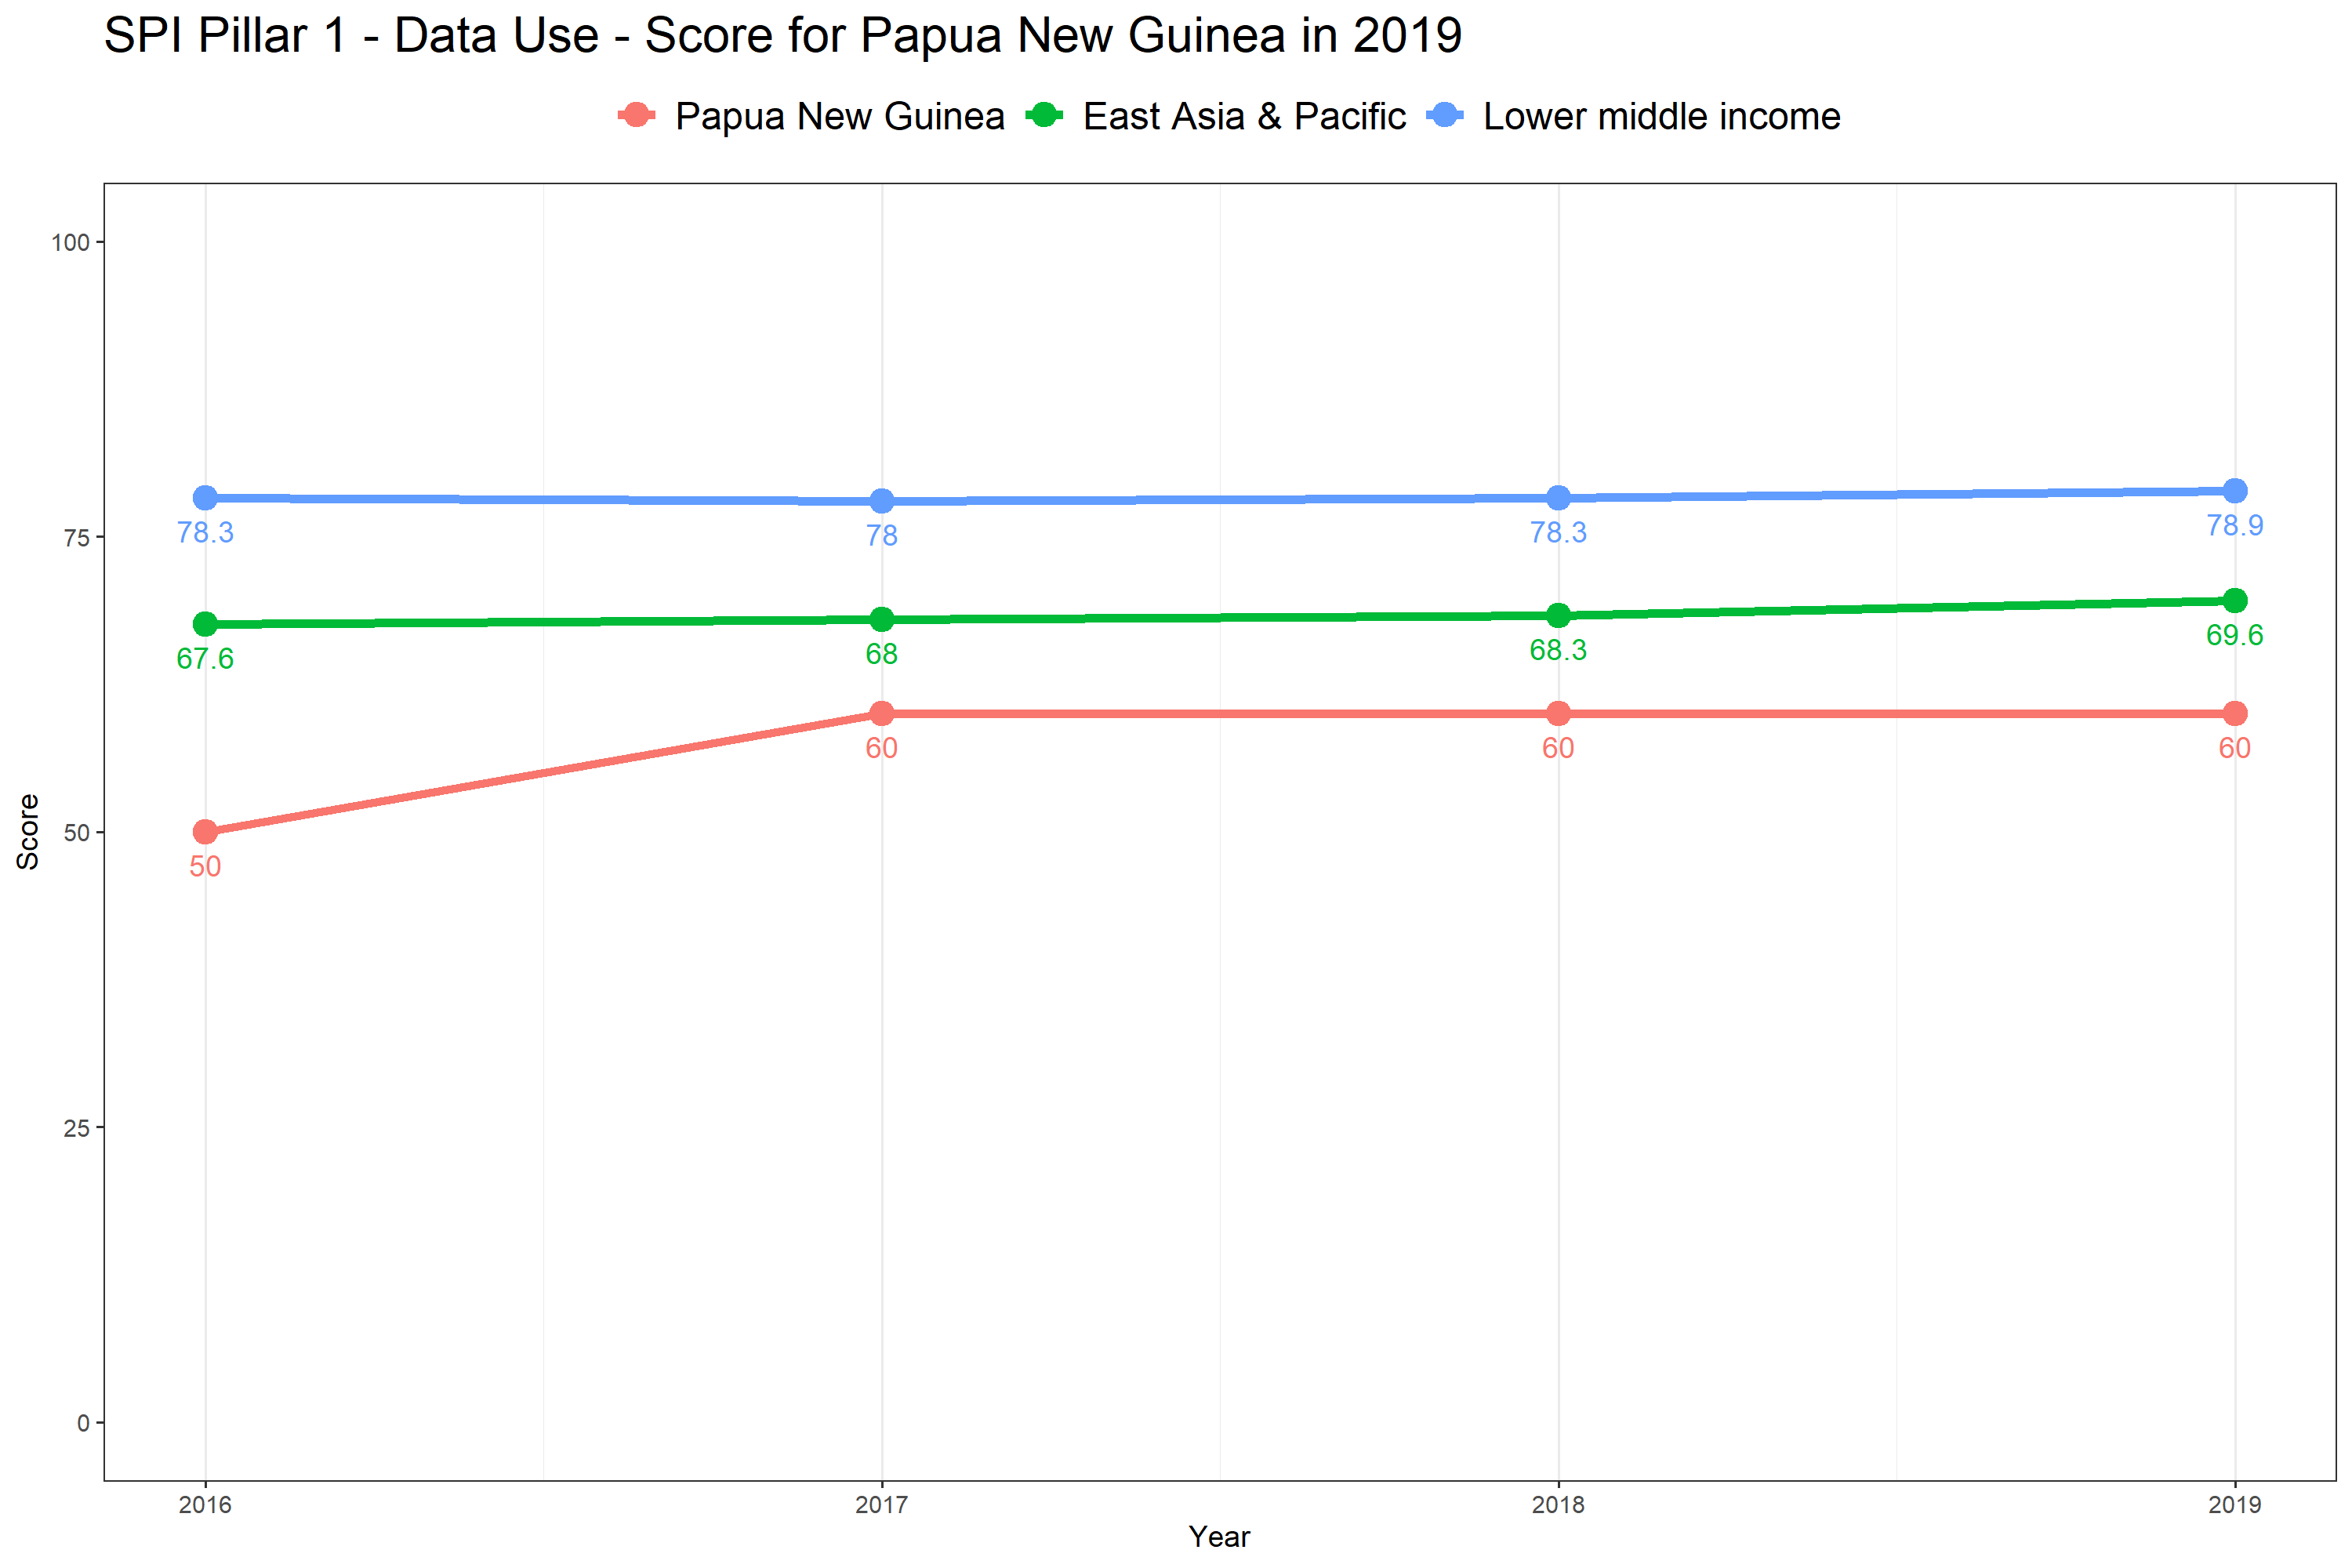 SPI Pillar 1 - Data Use - Score for Papua New Guinea in 2019
Papua New Guinea East Asia & Pacific Lower middle income
100
75
50
25
0
Score
78.3 78 78.3 78.9
67.6 68 68.3 69.6
50 60 60 60
2016 2017 2018 2019
Year